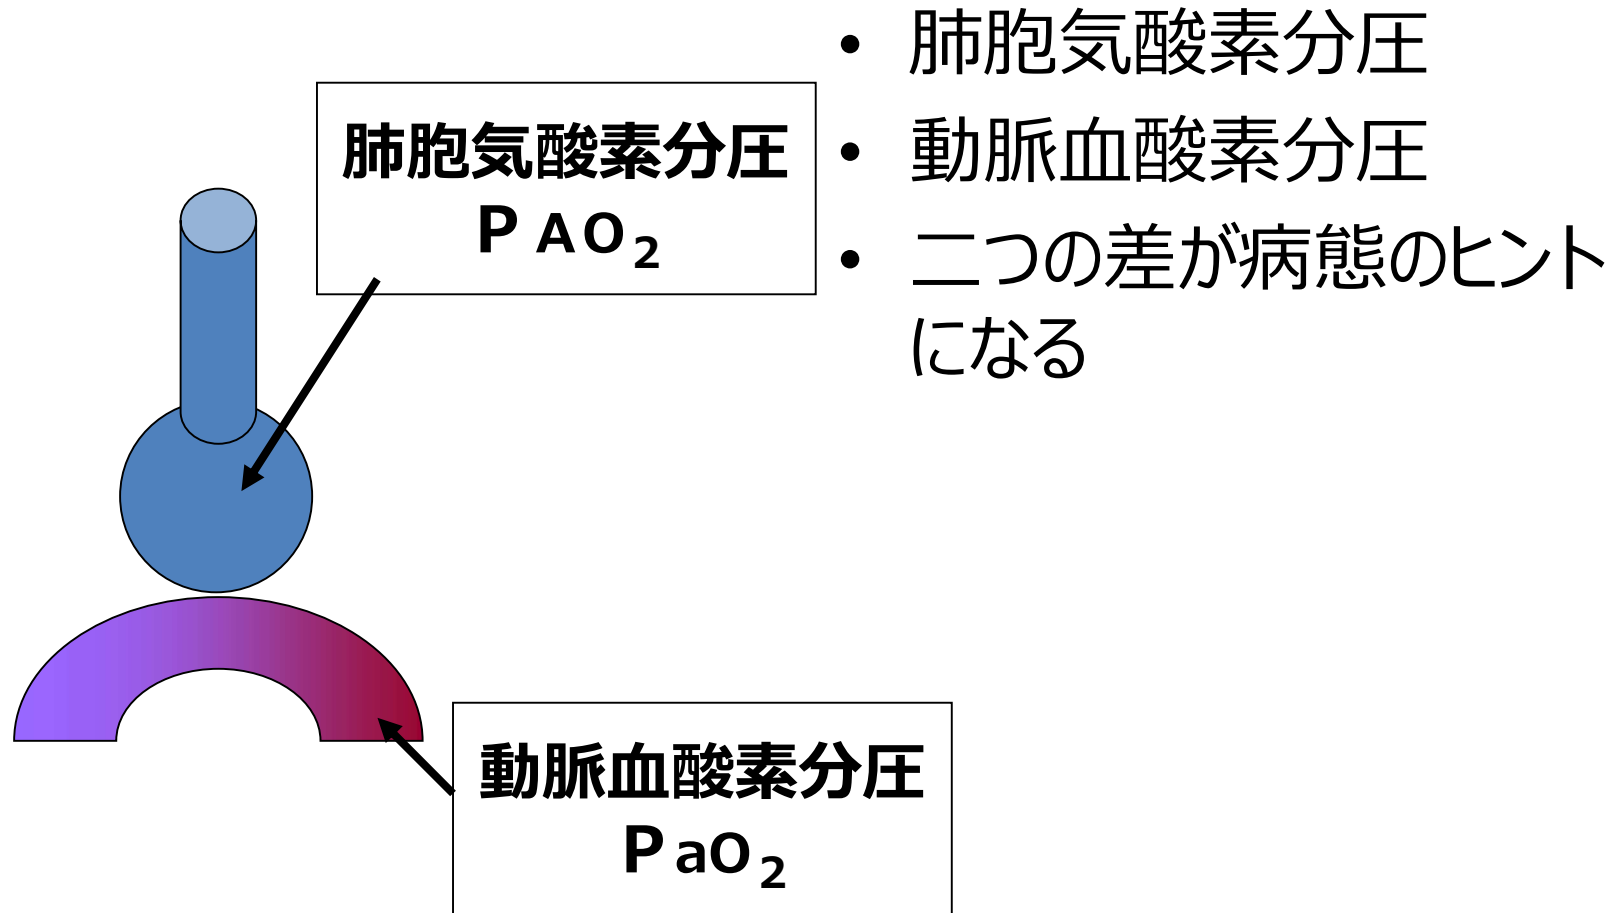 肺胞気酸素分圧
PAO₂
動脈血酸素分圧
PaO₂
• 肺胞気酸素分圧
• 動脈血酸素分圧
• 二つの差が病態のヒント
になる